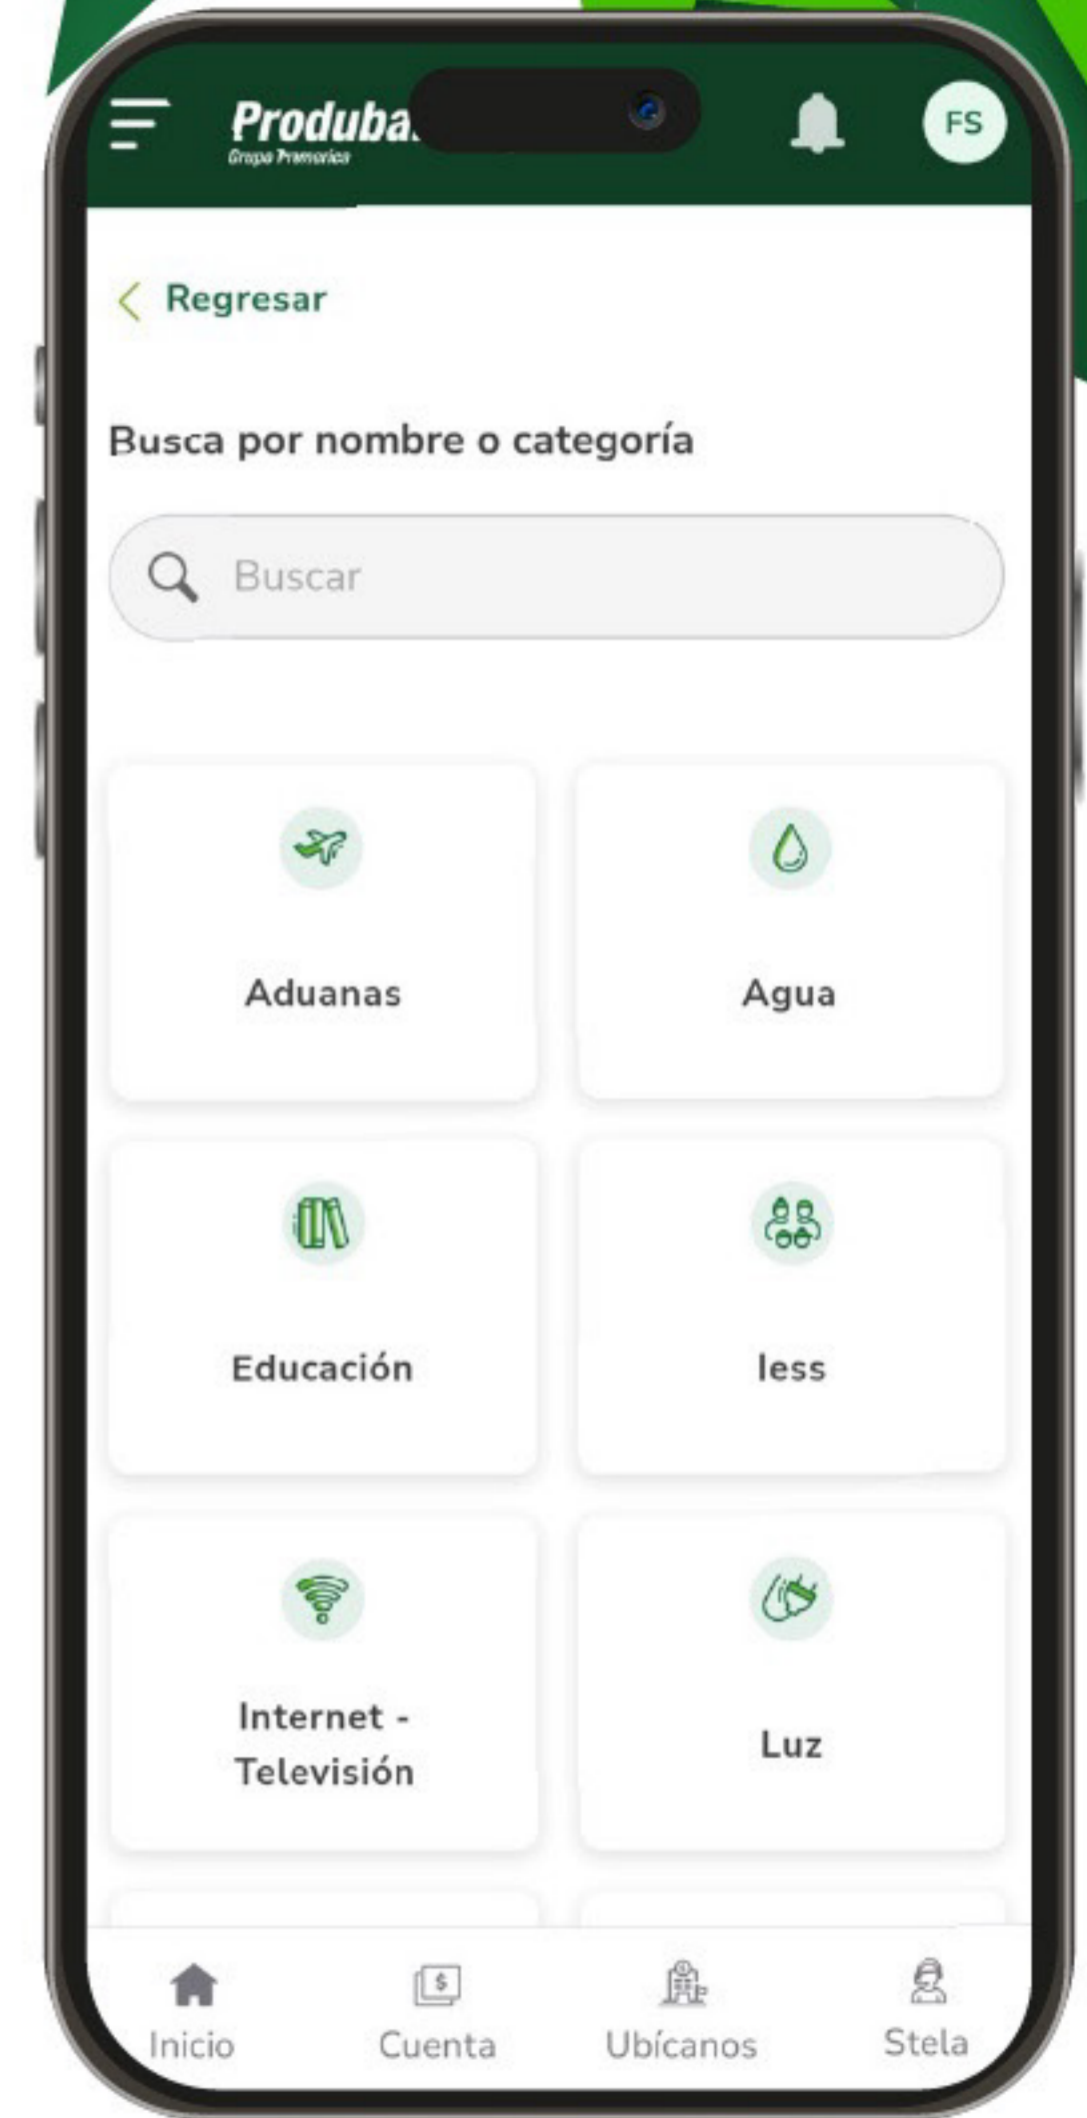 Produba
Grupo Promerica
FS
Regresar
Busca por nombre o categoría
Buscar
Aduanas
Agua
Educación
Iess
Internet -
Televisión
Luz
Inicio
Cuenta
Ubícanos
Stela